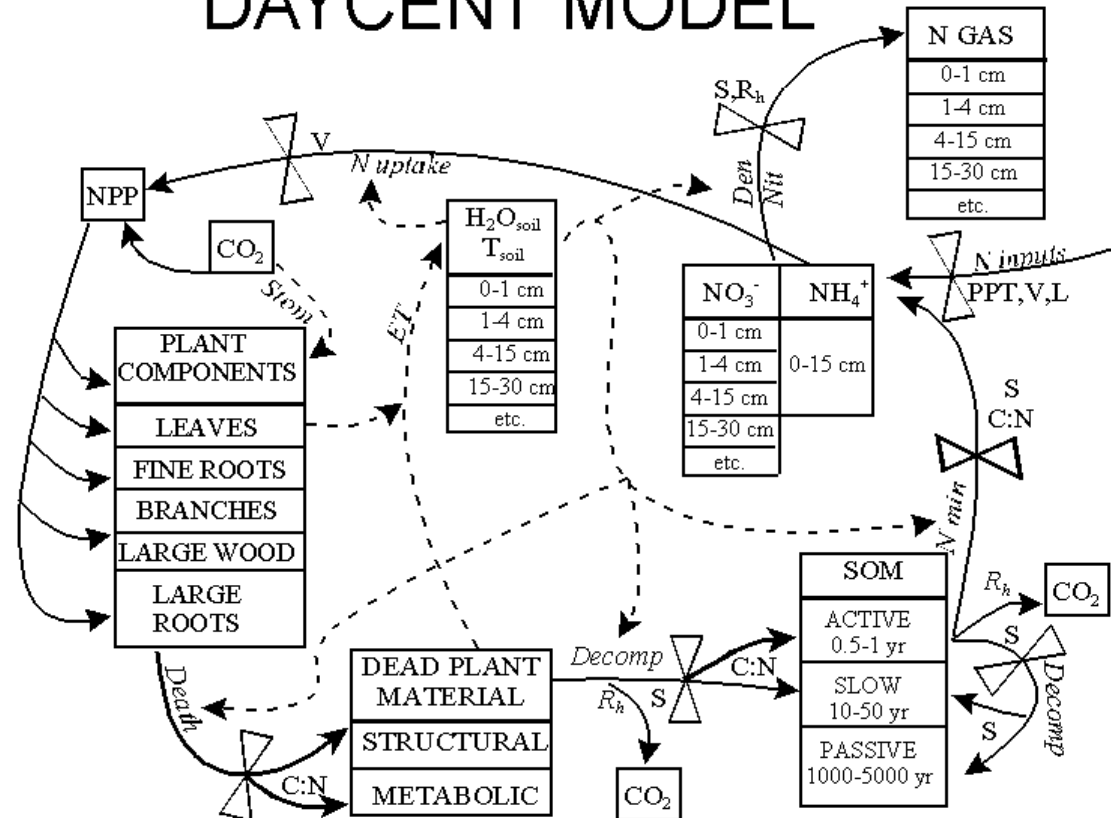 DAYCENT MODEL
N GAS
0-1 cm
1-4 cm
4-15 cm
15-30 cm
etc.
S,Rₕ
Den
Nit
V
N uptake
NPP
CO₂
Stom
H₂Osoil
Tsoil
0-1 cm
1-4 cm
4-15 cm
15-30 cm
etc.
ET
NO₃⁻
NH₄⁺
0-1 cm
1-4 cm
4-15 cm
15-30 cm
etc.
0-15 cm
N inputs
PPT,V,L
S
C:N
N min
PLANT
COMPONENTS
LEAVES
FINE ROOTS
BRANCHES
LARGE WOOD
LARGE
ROOTS
Death
C:N
DEAD PLANT
MATERIAL
STRUCTURAL
METABOLIC
Decomp
Rₕ
S
C:N
CO₂
SOM
ACTIVE
0.5-1 yr
SLOW
10-50 yr
PASSIVE
1000-5000 yr
Rₕ
CO₂
S
Decomp
S